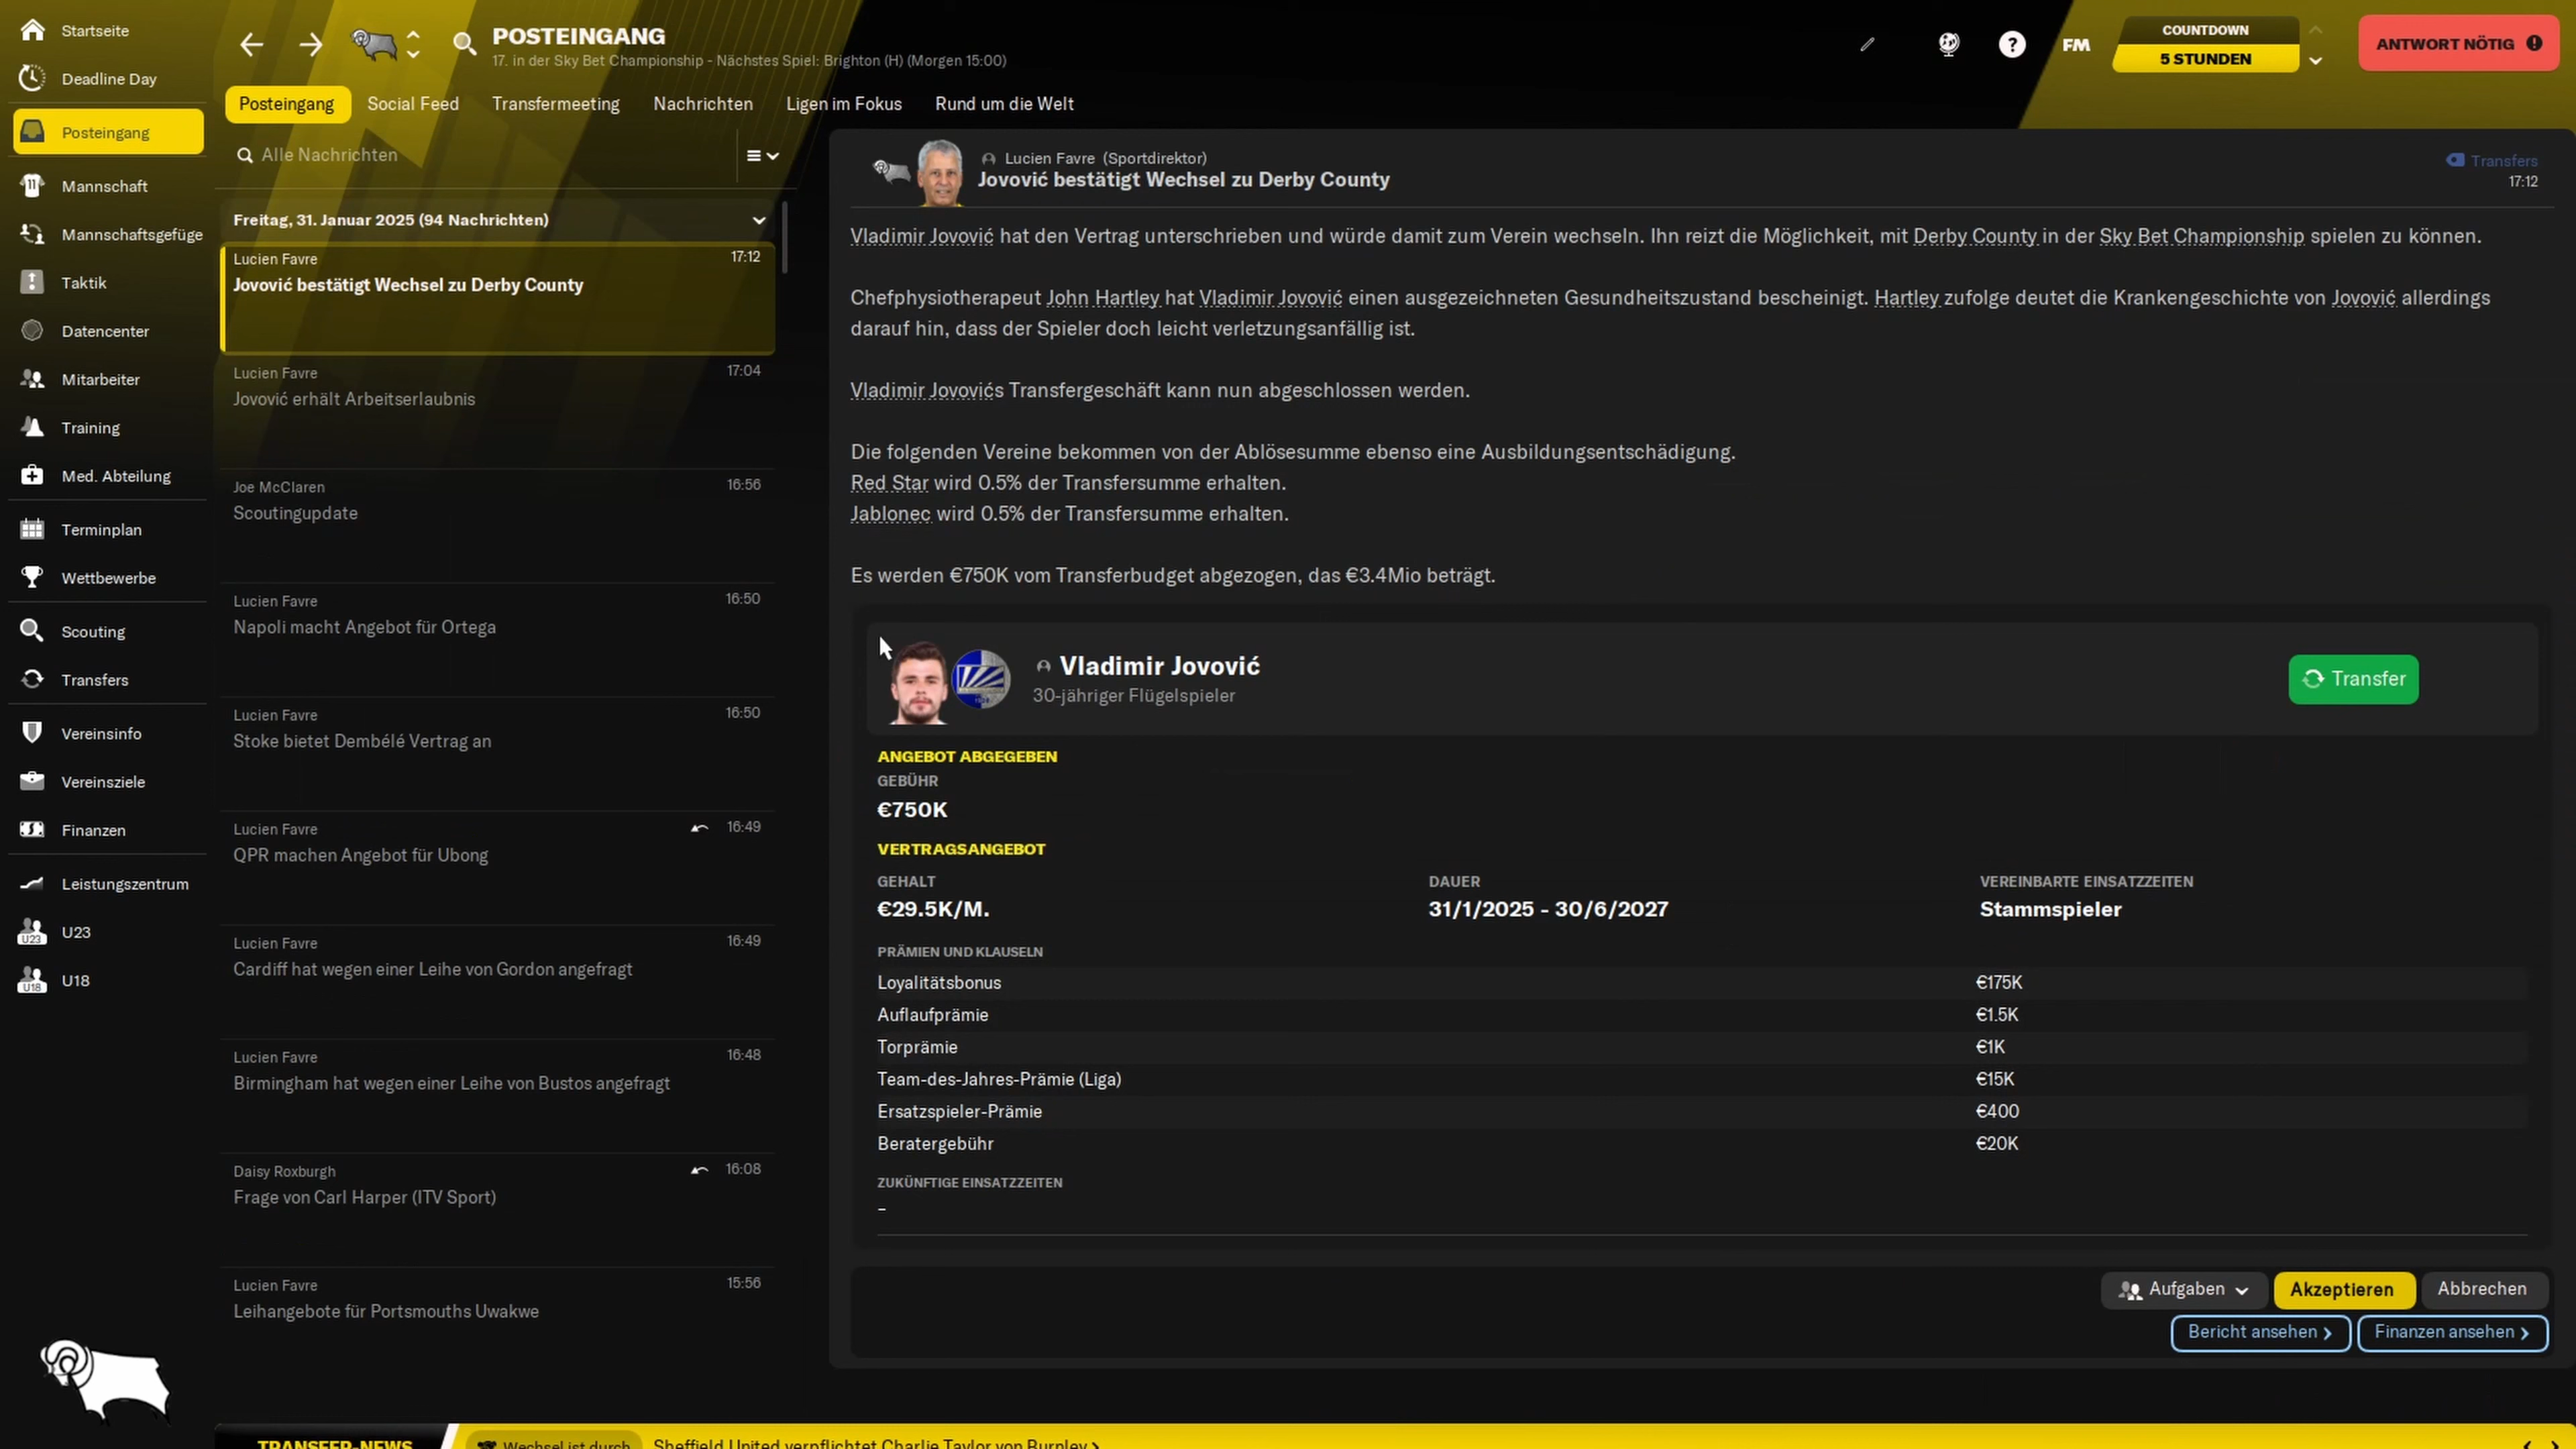 Startseite
Deadline Day
Posteingang
Mannschaft
Mannschaftsgefüge
Taktik
Datencenter
Mitarbeiter
Training
Med. Abteilung
Terminplan
Wettbewerbe
Scouting
Transfers
Vereinsinfo
Vereinsziele
Finanzen
Leistungszentrum
U23
U23
U18
U18
POSTEINGANG
17. in der Sky Bet Championship - Nächstes Spiel: Brighton (H) (Morgen 15:00)
FM
COUNTDOWN
5 STUNDEN
ANTWORT NÖTIG
Posteingang Social Feed Transfermeeting Nachrichten Ligen im Fokus Rund um die Welt
Alle Nachrichten
Freitag, 31. Januar 2025 (94 Nachrichten)
Lucien Favre 17:12
Jovović bestätigt Wechsel zu Derby County
Lucien Favre 17:04
Jovović erhält Arbeitserlaubnis
Joe McClaren 16:56
Scoutingupdate
Lucien Favre 16:50
Napoli macht Angebot für Ortega
Lucien Favre 16:50
Stoke bietet Dembélé Vertrag an
Lucien Favre 16:49
QPR machen Angebot für Ubong
Lucien Favre 16:49
Cardiff hat wegen einer Leihe von Gordon angefragt
Lucien Favre 16:48
Birmingham hat wegen einer Leihe von Bustos angefragt
Daisy Roxburgh 16:08
Frage von Carl Harper (ITV Sport)
Lucien Favre 15:56
Leihangebote für Portsmouths Uwakwe
Lucien Favre (Sportdirektor)
Jovović bestätigt Wechsel zu Derby County
Transfers
17:12
Vladimir Jovović hat den Vertrag unterschrieben und würde damit zum Verein wechseln. Ihn reizt die Möglichkeit, mit Derby County in der Sky Bet Championship spielen zu können.
Chefphysiotherapeut John Hartley hat Vladimir Jovović einen ausgezeichneten Gesundheitszustand bescheinigt. Hartley zufolge deutet die Krankengeschichte von Jovović allerdings
darauf hin, dass der Spieler doch leicht verletzungsanfällig ist.
Vladimir Jovovićs Transfergeschäft kann nun abgeschlossen werden.
Die folgenden Vereine bekommen von der Ablösesumme ebenso eine Ausbildungsentschädigung.
Red Star wird 0.5% der Transfersumme erhalten.
Jablonec wird 0.5% der Transfersumme erhalten.
Es werden €750K vom Transferbudget abgezogen, das €3.4Mio beträgt.
Vladimir Jovović
30-jähriger Flügelspieler
Transfer
ANGEBOT ABGEGEBEN
GEBÜHR
€750K
VERTRAGSANGEBOT
GEHALT DAUER VEREINBARTE EINSATZZEITEN
€29.5K/M. 31/1/2025 - 30/6/2027 Stammspieler
PRÄMIEN UND KLAUSELN
Loyalitätsbonus €175K
Auflaufprämie €1.5K
Torprämie €1K
Team-des-Jahres-Prämie (Liga) €15K
Ersatzspieler-Prämie €400
Beratergebühr €20K
ZUKÜNFTIGE EINSATZZEITEN
-
Aufgaben Akzeptieren Abbrechen
Bericht ansehen Finanzen ansehen
TRANSFER-NEWS Wechsel ist durch Sheffield United verpflichtet Charlie Taylor von Burnley